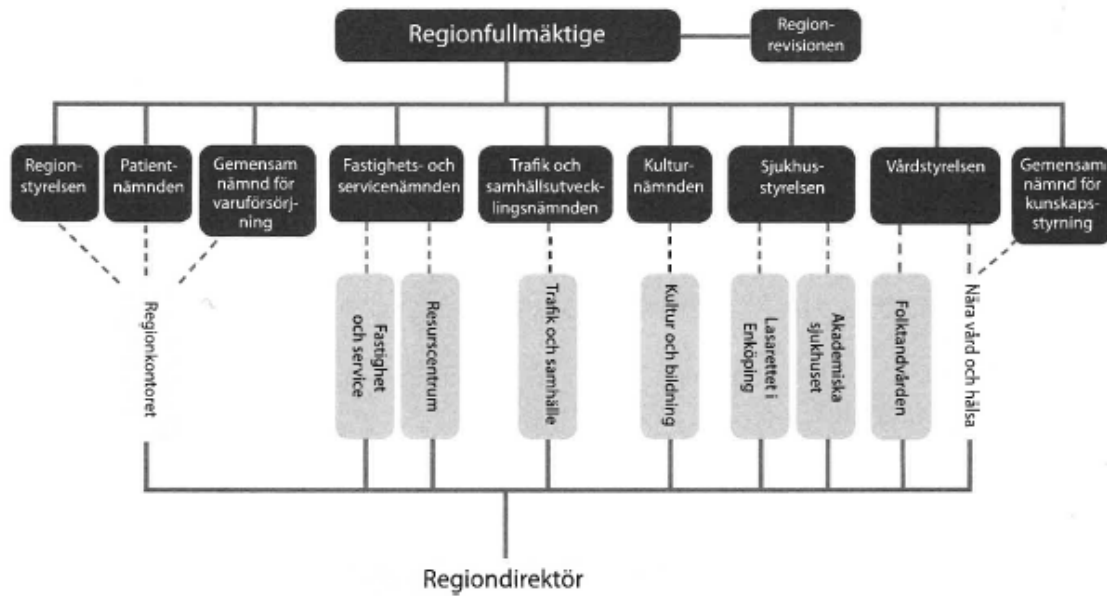 Regionfullmäktige
Region-
revisionen
Region-
styrelsen
Patient-
nämnden
Gemensam
nämnd för
varuförsörj-
ning
Fastighets- och
servicenämnden
Trafik och
samhällsutveck-
lingsnämnden
Kultur-
nämnden
Sjukhus-
styrelsen
Vårdstyrelsen
Gemensam
nämnd för
kunskaps-
styrning
Regionkontoret
Fastighet
och service
Resurscentrum
Trafik och samhälle
Kultur och bildning
Lasarettet i
Enköping
Akademiska
sjukhuset
Folktandvården
Nära vård och hälsa
Regiondirektör